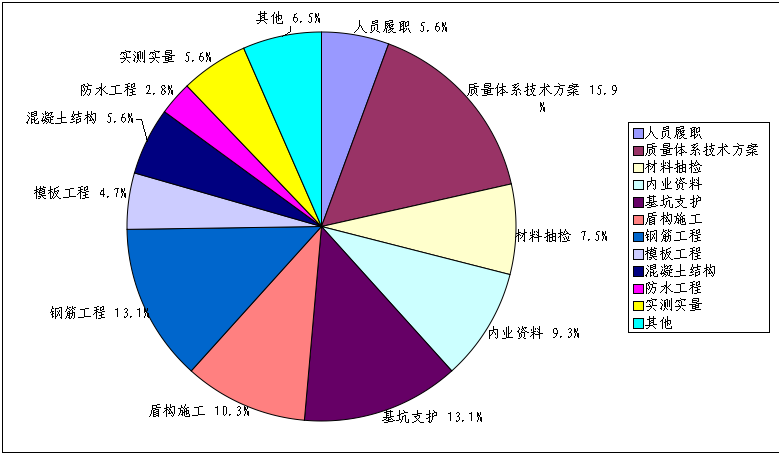 其他 6.5%
人员履职 5.6%
实测实量 5.6%
防水工程 2.8%
质量体系技术方案 15.9
%
混凝土结构 5.6%
模板工程 4.7%
材料抽检 7.5%
钢筋工程 13.1%
内业资料 9.3%
盾构施工 10.3%
基坑支护 13.1%
人员履职
质量体系技术方案
材料抽检
内业资料
基坑支护
盾构施工
钢筋工程
模板工程
混凝土结构
防水工程
实测实量
其他